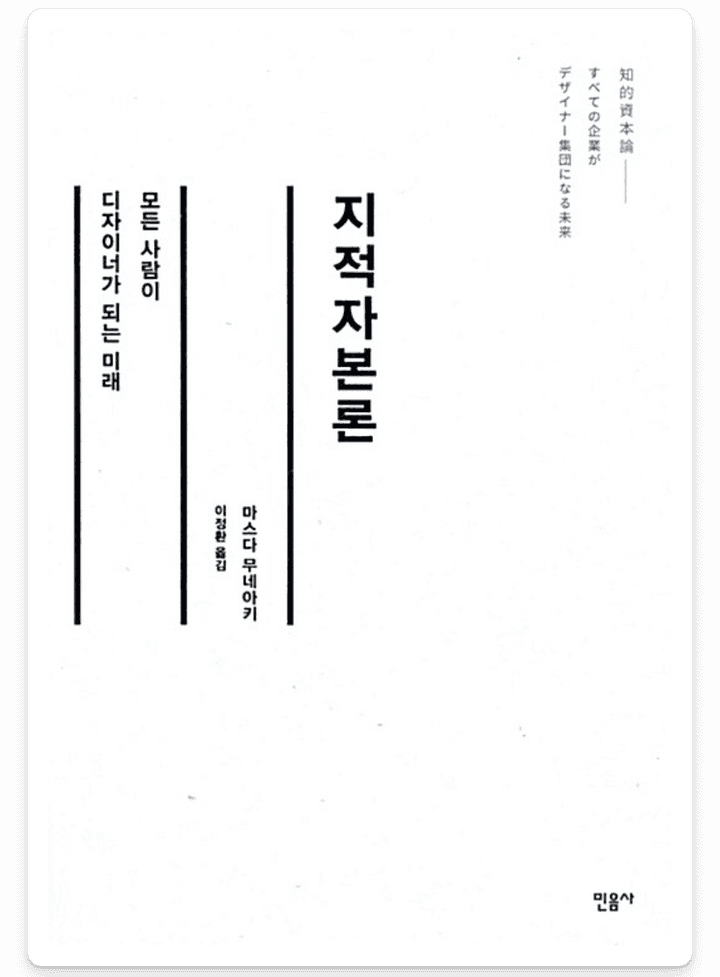 知的資本論
すべての企業が
デザイナー集団になる未来
지적자본론
마스다 무네아키
이정환 옮김
모든 사람이
디자이너가 되는 미래
민음사